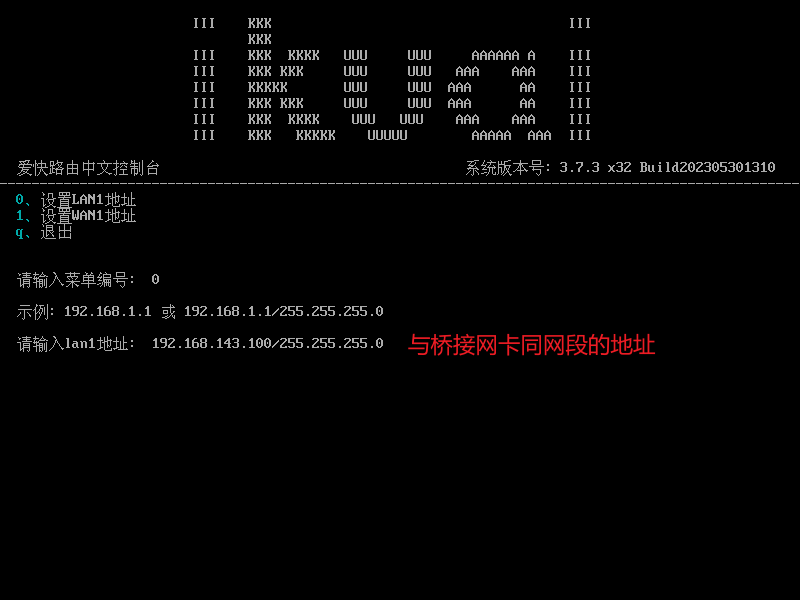 III    KKK                                     III
       KKK
III    KKK  KKKK   UUU     UUU     AAAAAA A    III
III    KKK KKK     UUU     UUU   AAA    AAA    III
III    KKKKK       UUU     UUU  AAA      AA    III
III    KKK KKK     UUU     UUU  AAA      AA    III
III    KKK  KKKK    UUU   UUU    AAA    AAA    III
III    KKK   KKKKK    UUUUU        AAAAA  AAA  III
爱快路由中文控制台 系统版本号: 3.7.3 x32 Build202305301310
0、设置LAN1地址
1、设置WAN1地址
q、退出
请输入菜单编号: 0
示例: 192.168.1.1 或 192.168.1.1/255.255.255.0
请输入lan1地址: 192.168.143.100/255.255.255.0 与桥接网卡同网段的地址